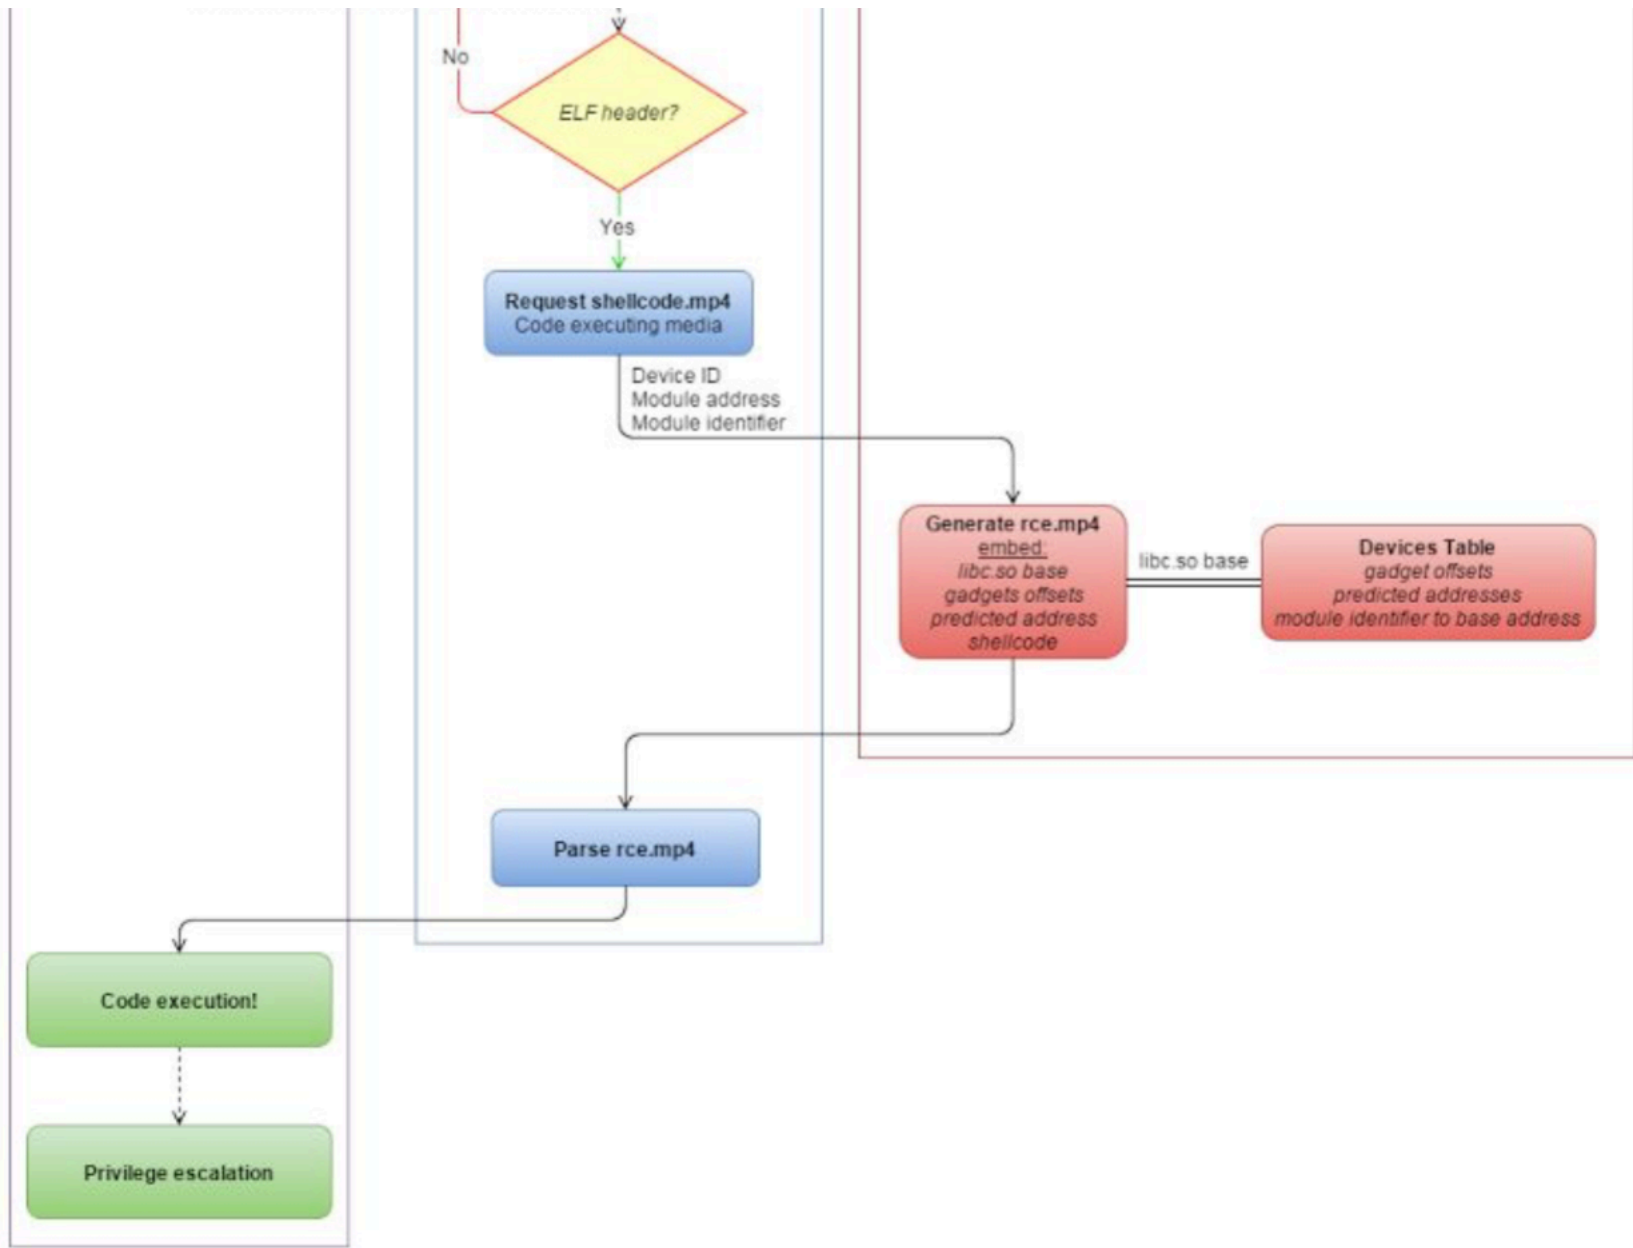 No
ELF header?
Yes
Request shellcode.mp4
Code executing media
Device ID
Module address
Module identifier
Generate rce.mp4
embed:
libc.so base
gadgets offsets
predicted address
shellcode
libc.so base
Devices Table
gadget offsets
predicted addresses
module identifier to base address
Parse rce.mp4
Code execution!
Privilege escalation